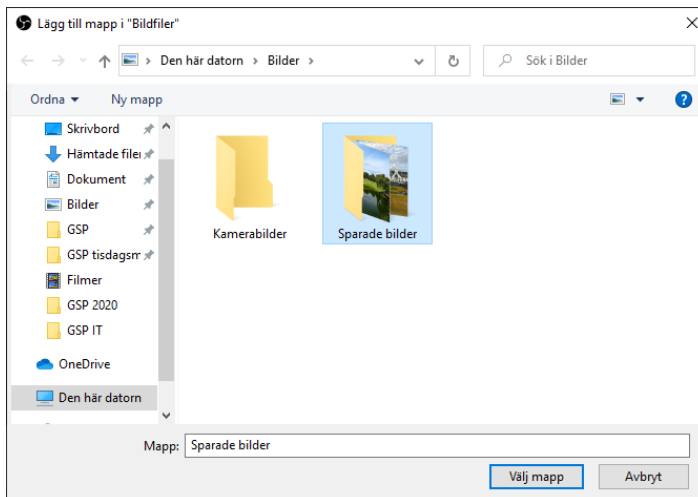 Lägg till mapp i "Bildfiler"
Den här datorn › Bilder ›
Sök i Bilder
Ordna
Ny mapp
Skrivbord
Hämtade filer
Dokument
Bilder
GSP
GSP tisdagsm
Filmer
GSP 2020
GSP IT
OneDrive
Den här datorn
Kamerabilder
Sparade bilder
Mapp: Sparade bilder
Välj mapp
Avbryt